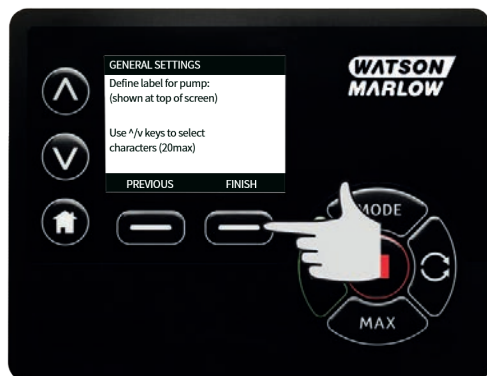 GENERAL SETTINGS
Define label for pump:
(shown at top of screen)
Use ^/v keys to select
characters (20max)
PREVIOUS FINISH
WATSON
MARLOW
MODE
MAX